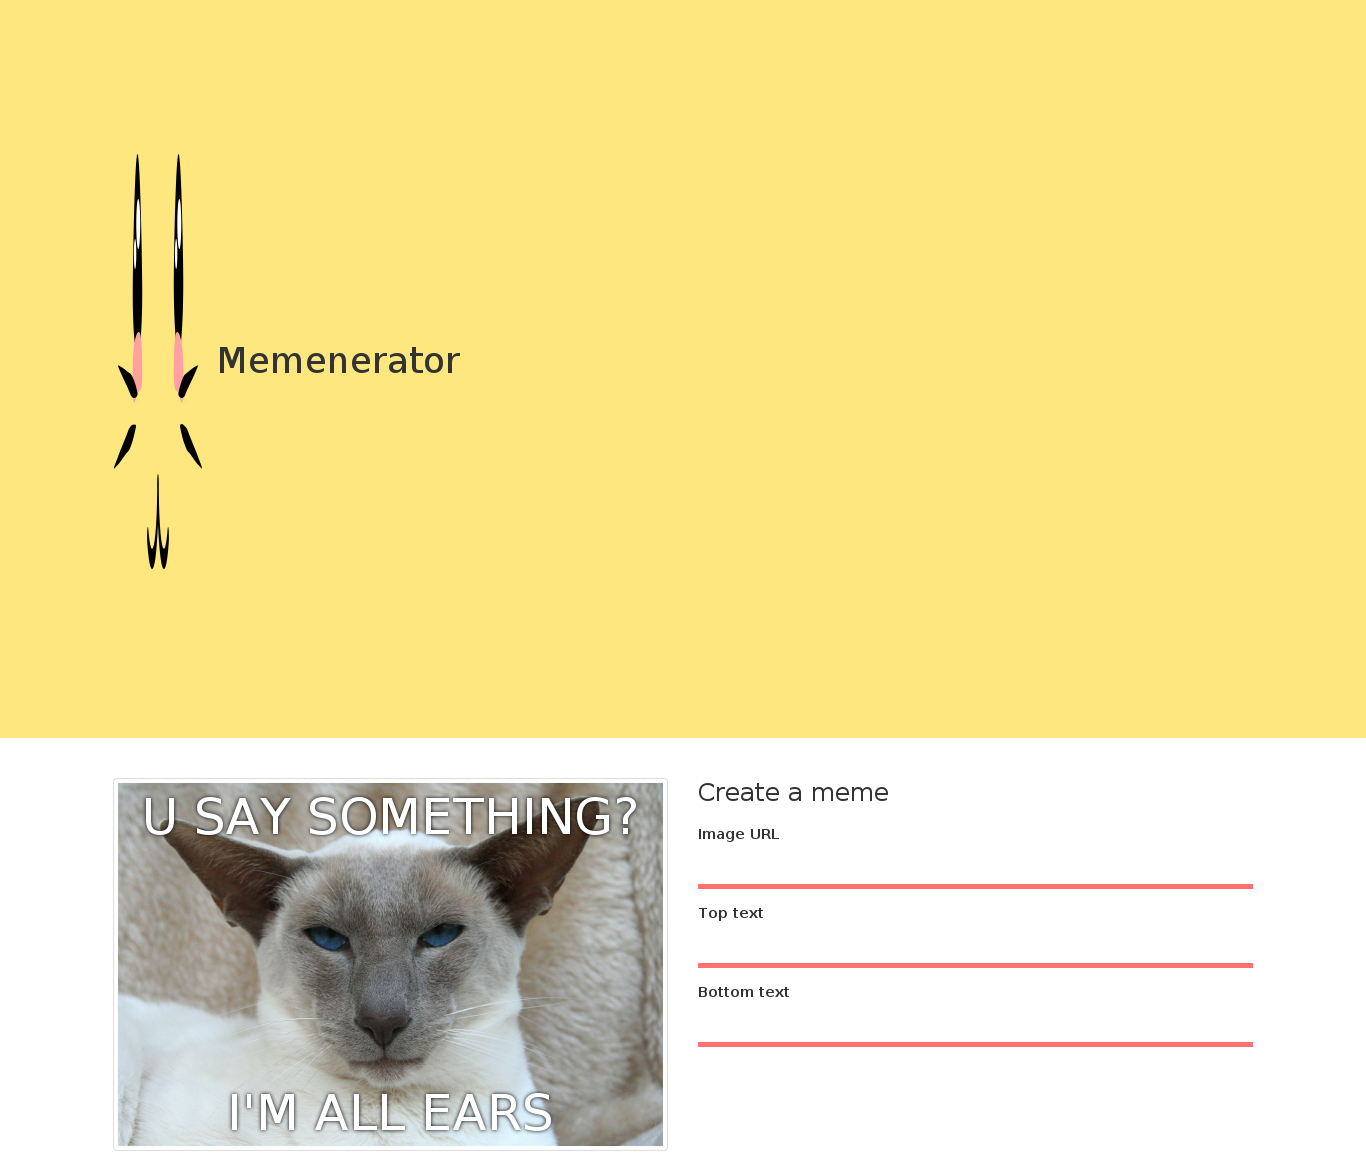 Memenerator
U SAY SOMETHING?
I'M ALL EARS
Create a meme
Image URL
Top text
Bottom text